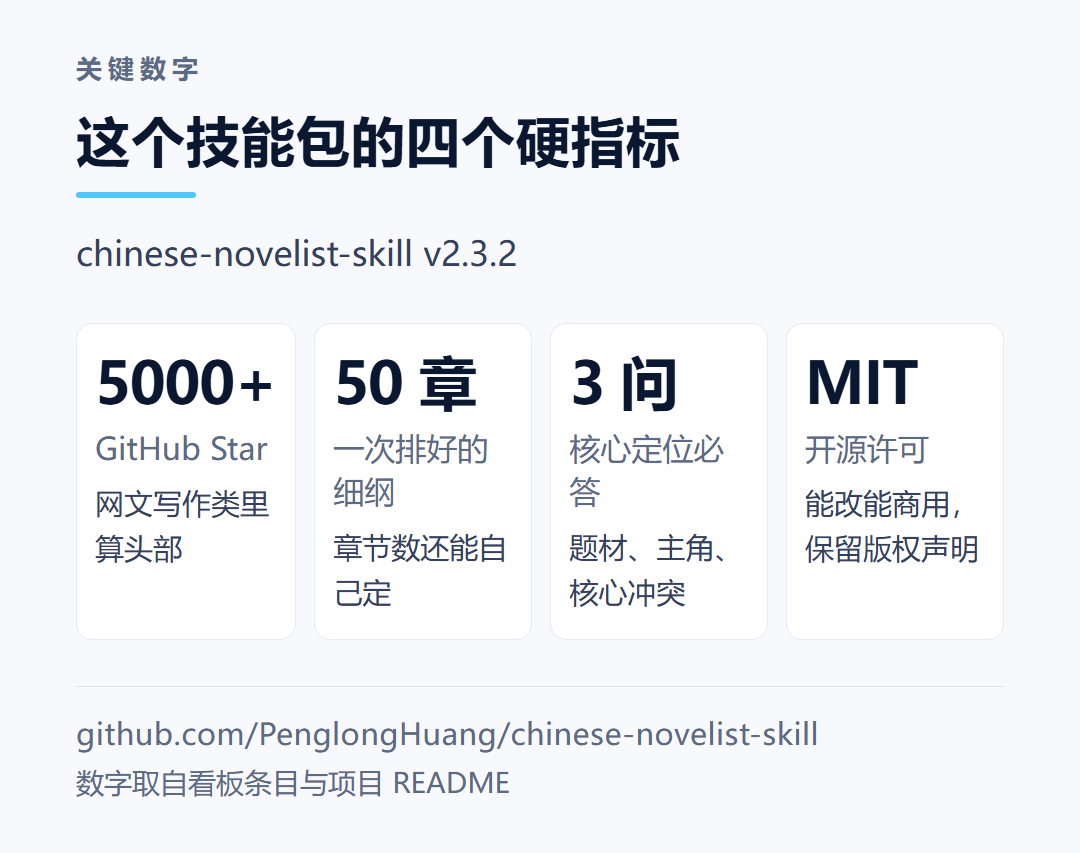 关键数字
这个技能包的四个硬指标
chinese-novelist-skill v2.3.2
5000+
GitHub Star
网文写作类里
算头部
50 章
一次排好的
细纲
章节数还能自
己定
3 问
核心定位必
答
题材、主角、
核心冲突
MIT
开源许可
能改能商用，
保留版权声明
github.com/PenglongHuang/chinese-novelist-skill
数字取自看板条目与项目 README